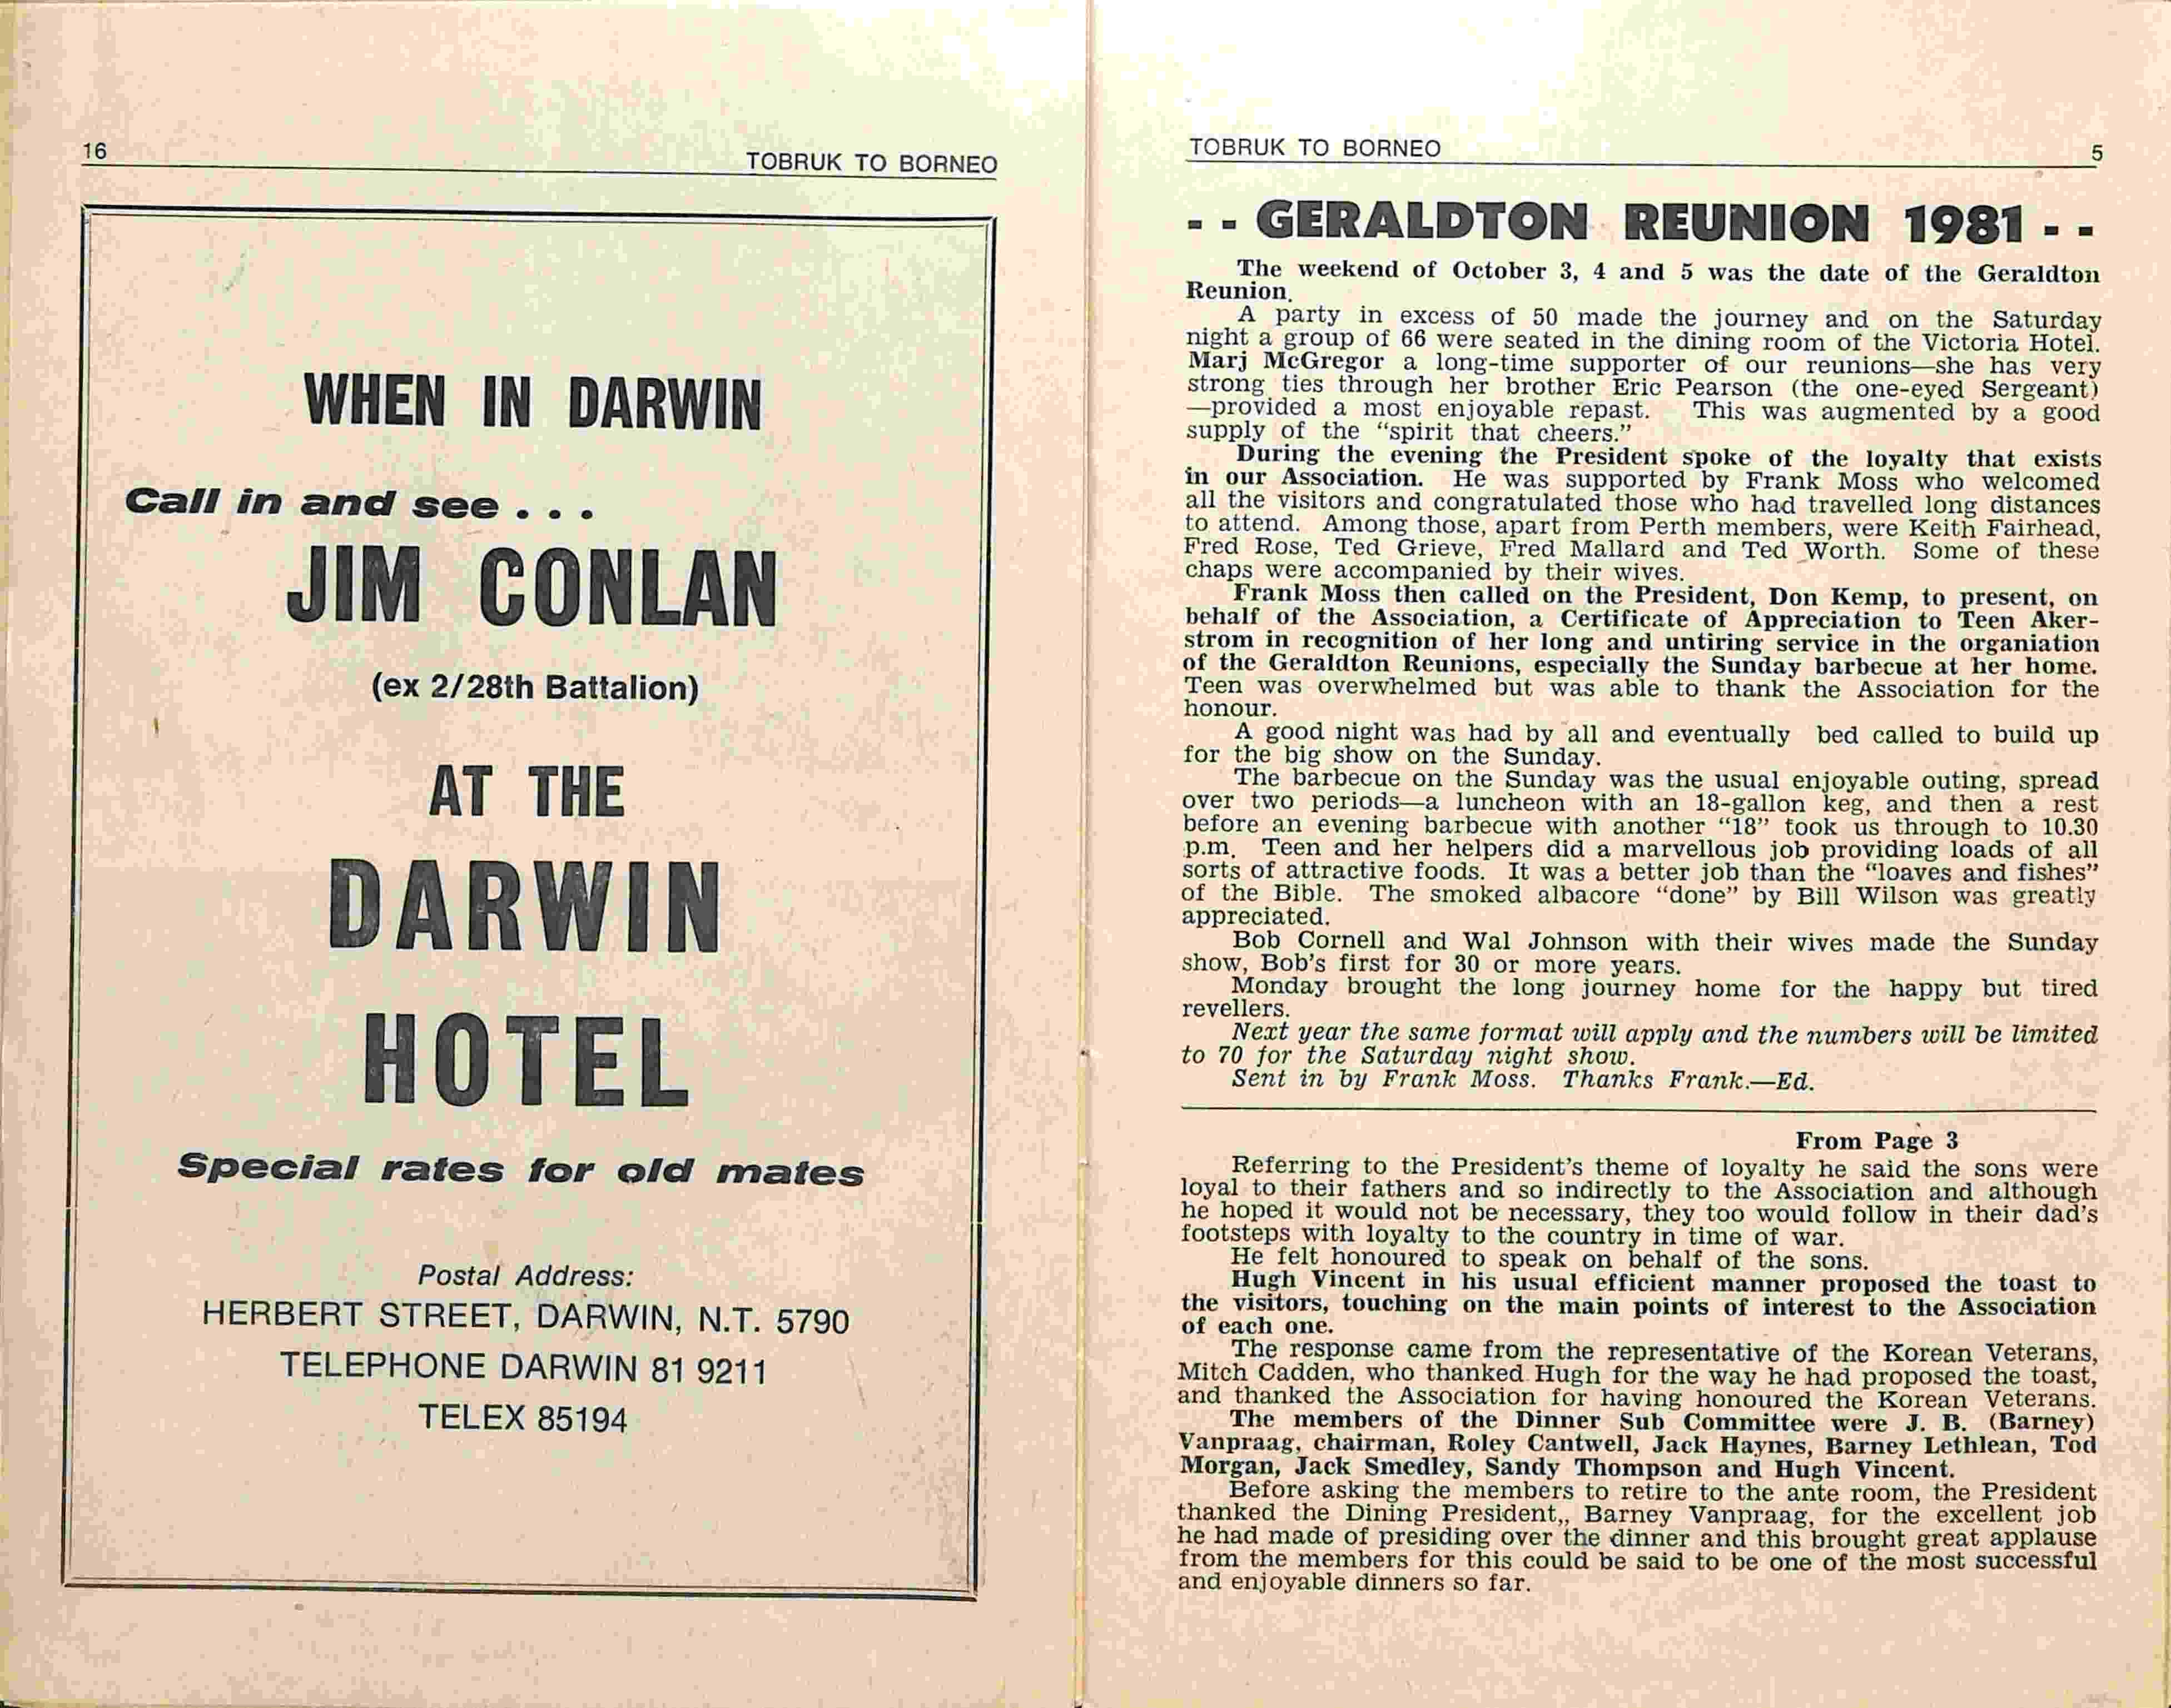 16
TOBRUK TO BORNEO
WHEN IN DARWIN
Call in and see . . .
JIM CONLAN
(ex 2/28th Battalion)
AT THE
DARWIN
HOTEL
Special rates for old mates
Postal Address:
HERBERT STREET, DARWIN, N.T. 5790
TELEPHONE DARWIN 81 9211
TELEX 85194
TOBRUK TO BORNEO
5
- - GERALDTON REUNION 1981 - -
The weekend of October 3, 4 and 5 was the date of the Geraldton
Reunion.
A party in excess of 50 made the journey and on the Saturday
night a group of 66 were seated in the dining room of the Victoria Hotel.
Marj McGregor a long-time supporter of our reunions—she has very
strong ties through her brother Eric Pearson (the one-eyed Sergeant)
—provided a most enjoyable repast. This was augmented by a good
supply of the “spirit that cheers.”
During the evening the President spoke of the loyalty that exists
in our Association. He was supported by Frank Moss who welcomed
all the visitors and congratulated those who had travelled long distances
to attend. Among those, apart from Perth members, were Keith Fairhead,
Fred Rose, Ted Grieve, Fred Mallard and Ted Worth. Some of these
chaps were accompanied by their wives.
Frank Moss then called on the President, Don Kemp, to present, on
behalf of the Association, a Certificate of Appreciation to Teen Aker-
strom in recognition of her long and untiring service in the organiation
of the Geraldton Reunions, especially the Sunday barbecue at her home.
Teen was overwhelmed but was able to thank the Association for the
honour.
A good night was had by all and eventually bed called to build up
for the big show on the Sunday.
The barbecue on the Sunday was the usual enjoyable outing, spread
over two periods—a luncheon with an 18-gallon keg, and then a rest
before an evening barbecue with another “18” took us through to 10.30
p.m. Teen and her helpers did a marvellous job providing loads of all
sorts of attractive foods. It was a better job than the “loaves and fishes”
of the Bible. The smoked albacore “done” by Bill Wilson was greatly
appreciated.
Bob Cornell and Wal Johnson with their wives made the Sunday
show, Bob’s first for 30 or more years.
Monday brought the long journey home for the happy but tired
revellers.
Next year the same format will apply and the numbers will be limited
to 70 for the Saturday night show.
Sent in by Frank Moss. Thanks Frank.—Ed.
From Page 3
Referring to the President’s theme of loyalty he said the sons were
loyal to their fathers and so indirectly to the Association and although
he hoped it would not be necessary, they too would follow in their dad’s
footsteps with loyalty to the country in time of war.
He felt honoured to speak on behalf of the sons.
Hugh Vincent in his usual efficient manner proposed the toast to
the visitors, touching on the main points of interest to the Association
of each one.
The response came from the representative of the Korean Veterans,
Mitch Cadden, who thanked Hugh for the way he had proposed the toast,
and thanked the Association for having honoured the Korean Veterans.
The members of the Dinner Sub Committee were J. B. (Barney)
Vanpraag, chairman, Roley Cantwell, Jack Haynes, Barney Lethlean, Tod
Morgan, Jack Smedley, Sandy Thompson and Hugh Vincent.
Before asking the members to retire to the ante room, the President
thanked the Dining President,, Barney Vanpraag, for the excellent job
he had made of presiding over the dinner and this brought great applause
from the members for this could be said to be one of the most successful
and enjoyable dinners so far.